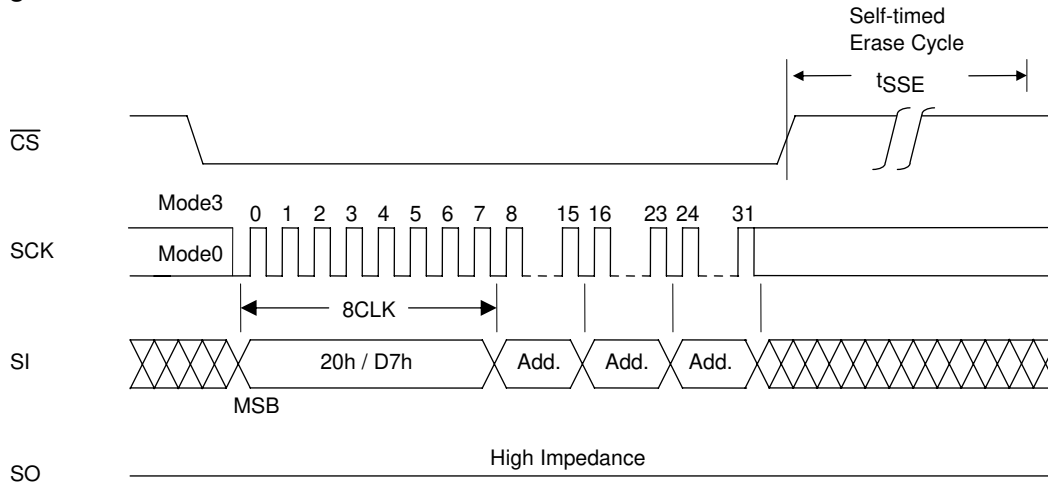 Self-timed
Erase Cycle
tSSE
CS
Mode3
0 1 2 3 4 5 6 7 8 15 16 23 24 31
SCK
Mode0
8CLK
SI
20h / D7h
Add.
Add.
Add.
MSB
High Impedance
SO